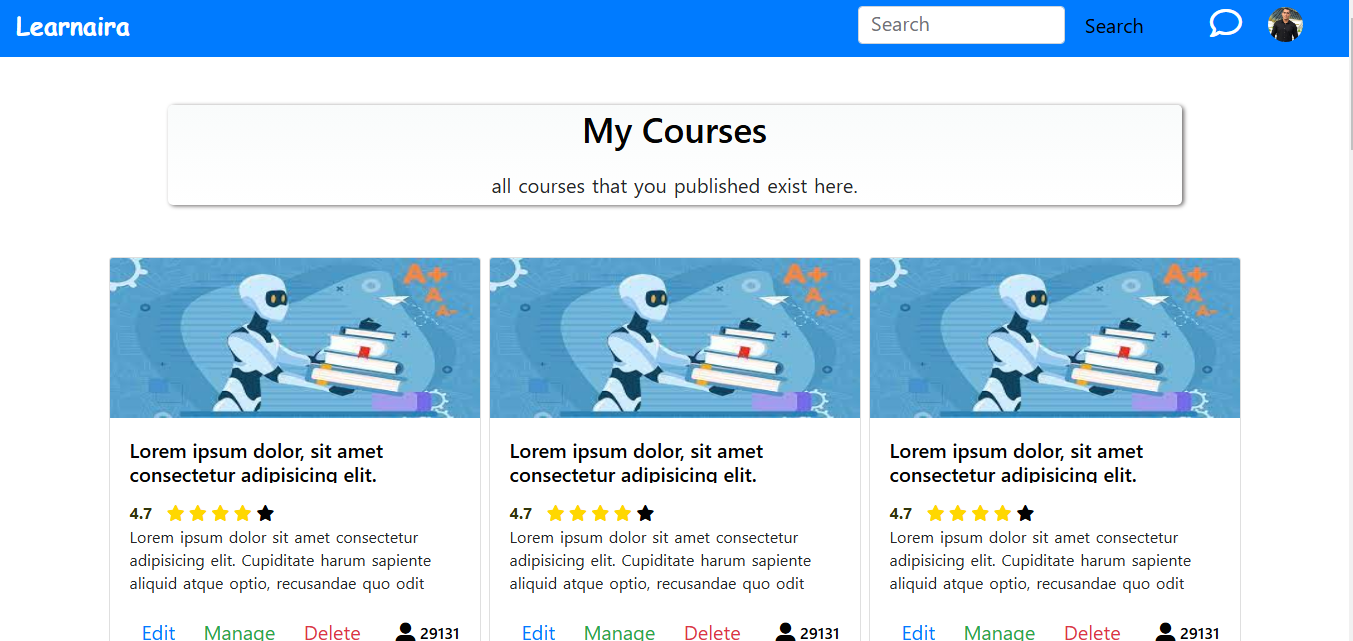 Learnaira
Search
Search
My Courses
all courses that you published exist here.
A+
A
A-
A+
A
A-
A+
A
A-
Lorem ipsum dolor, sit amet
consectetur adipisicing elit.
4.7
Lorem ipsum dolor sit amet consectetur
adipisicing elit. Cupiditate harum sapiente
aliquid atque optio, recusandae quo odit
Edit Manage Delete 29131
Lorem ipsum dolor, sit amet
consectetur adipisicing elit.
4.7
Lorem ipsum dolor sit amet consectetur
adipisicing elit. Cupiditate harum sapiente
aliquid atque optio, recusandae quo odit
Edit Manage Delete 29131
Lorem ipsum dolor, sit amet
consectetur adipisicing elit.
4.7
Lorem ipsum dolor sit amet consectetur
adipisicing elit. Cupiditate harum sapiente
aliquid atque optio, recusandae quo odit
Edit Manage Delete 29131